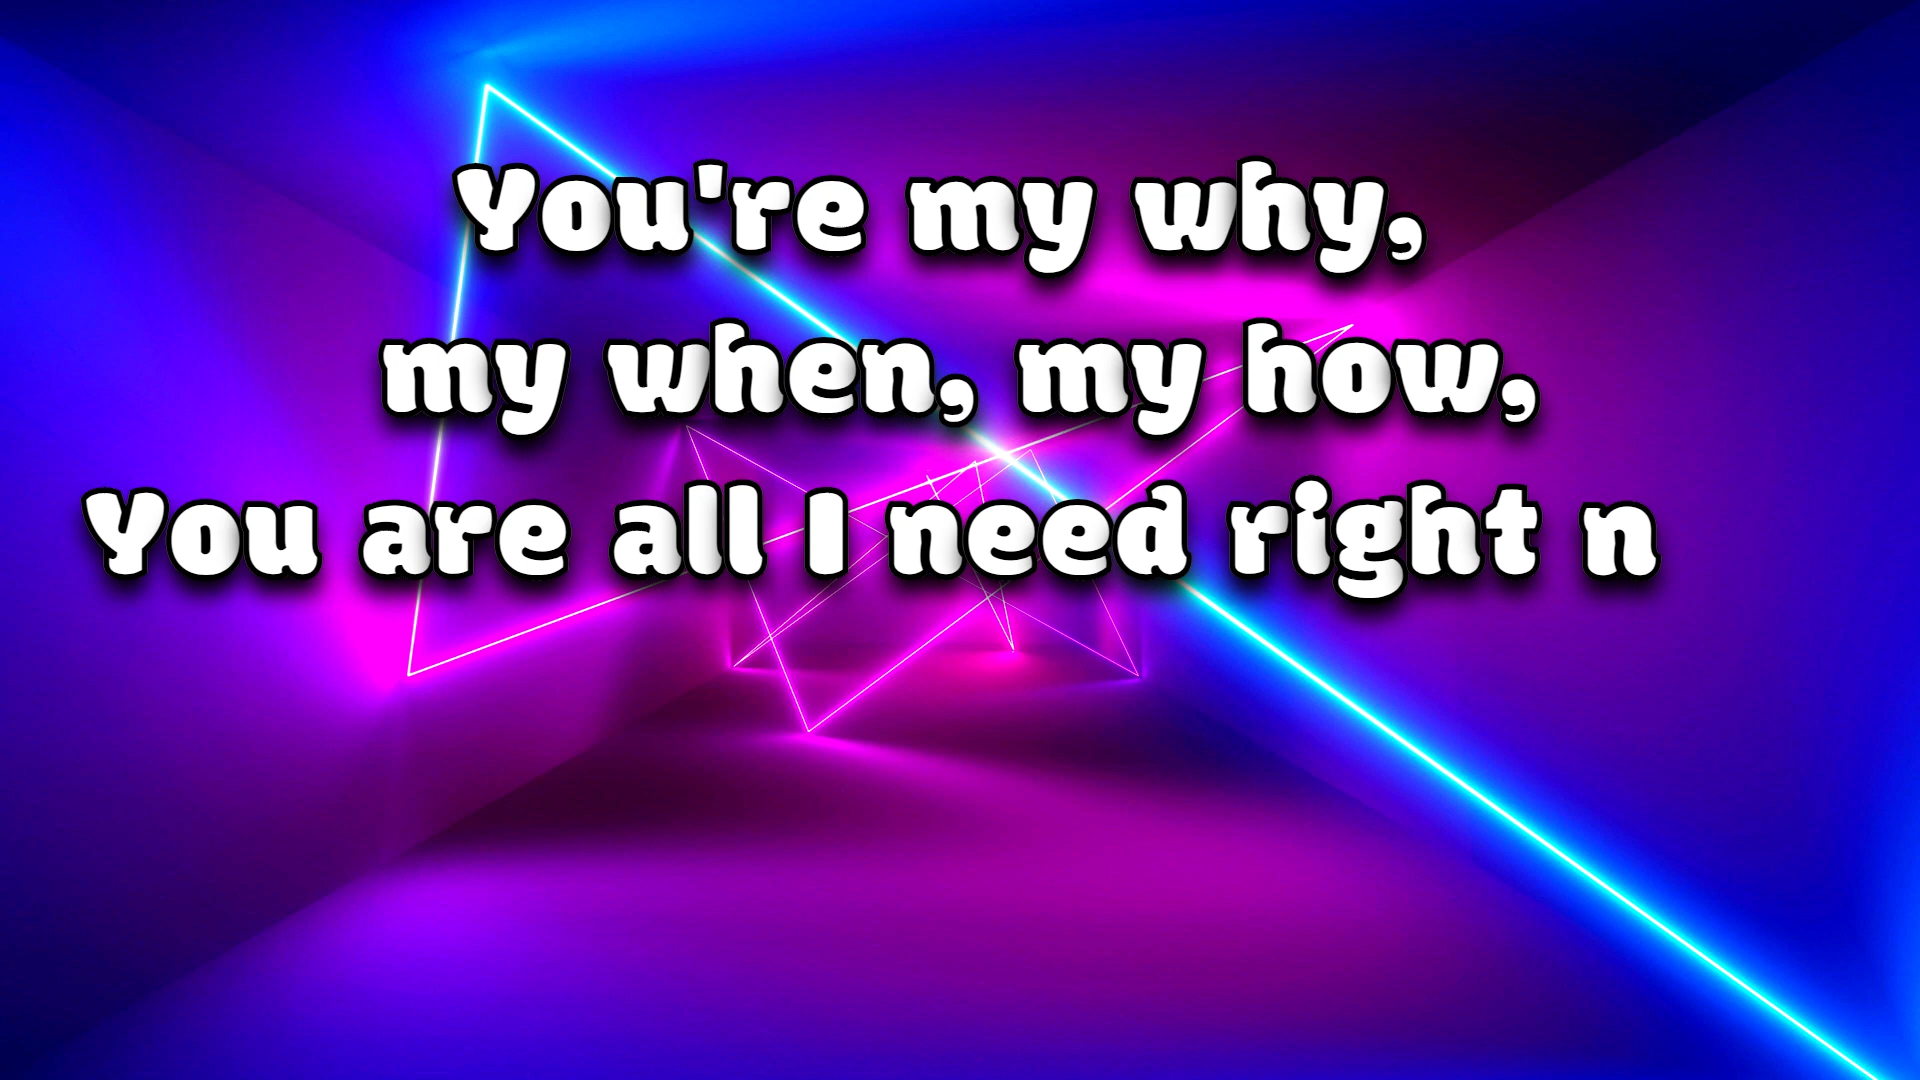 You're my why,
my when, my how,
You are all I need right n